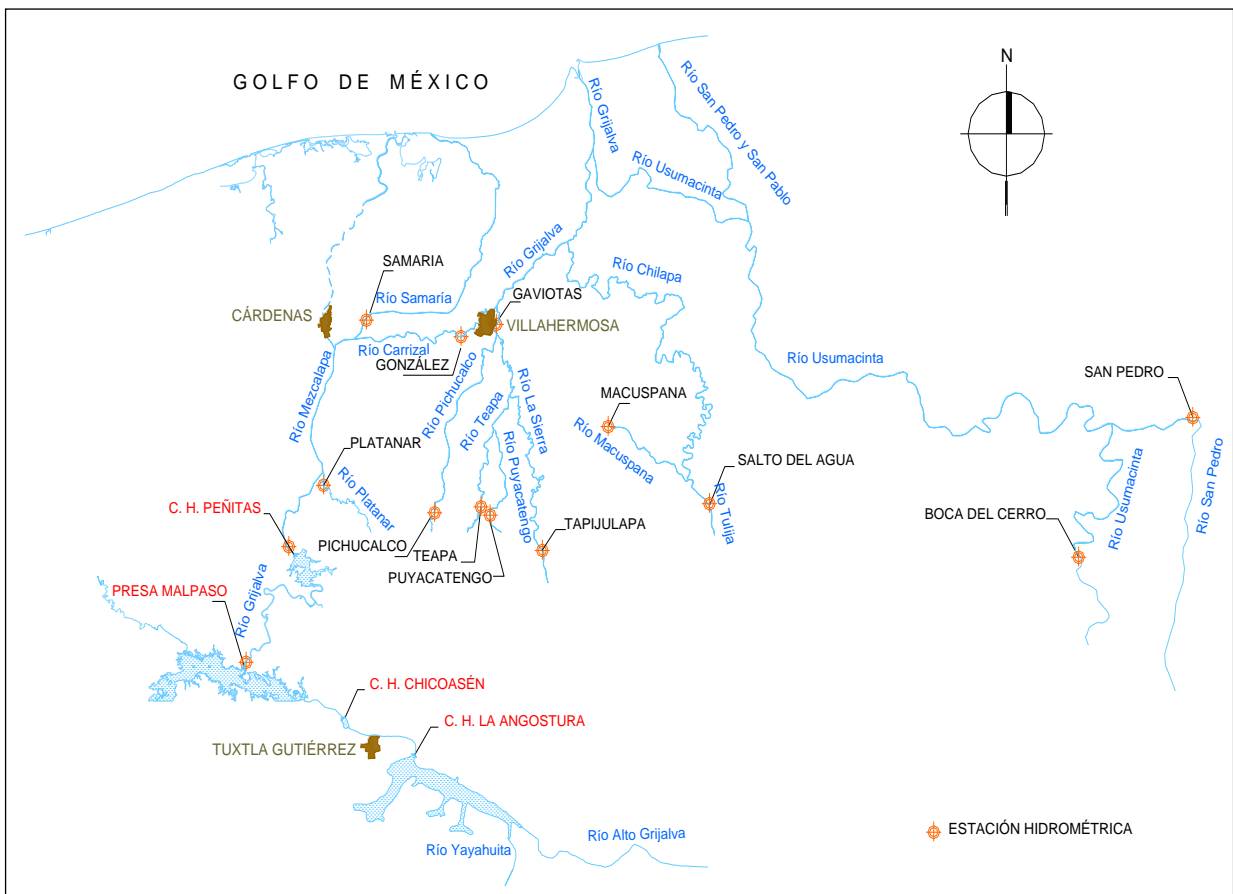 GOLFO DE MÉXICO
N
Río Grijalva
Río San Pedro y San Pablo
Río Usumacinta
SAMARIA
Río Grijalva
Río Chilapa
Río Samaría
GAVIOTAS
CÁRDENAS
VILLAHERMOSA
Río Carrizal
GONZÁLEZ
Río Usumacinta
SAN PEDRO
Río Mezcalapa
Río Pichucalco
Río Teapa
Río La Sierra
MACUSPANA
Río Macuspana
PLATANAR
Río Platanar
Río Puyacatengo
SALTO DEL AGUA
Río Tulija
C. H. PEÑITAS
BOCA DEL CERRO
Río Usumacinta
Río San Pedro
PICHUCALCO
TEAPA
PUYACATENGO
TAPIJULAPA
PRESA MALPASO
Río Grijalva
C. H. CHICOASÉN
C. H. LA ANGOSTURA
TUXTLA GUTIÉRREZ
Río Yayahuita
Río Alto Grijalva
ESTACIÓN HIDROMÉTRICA